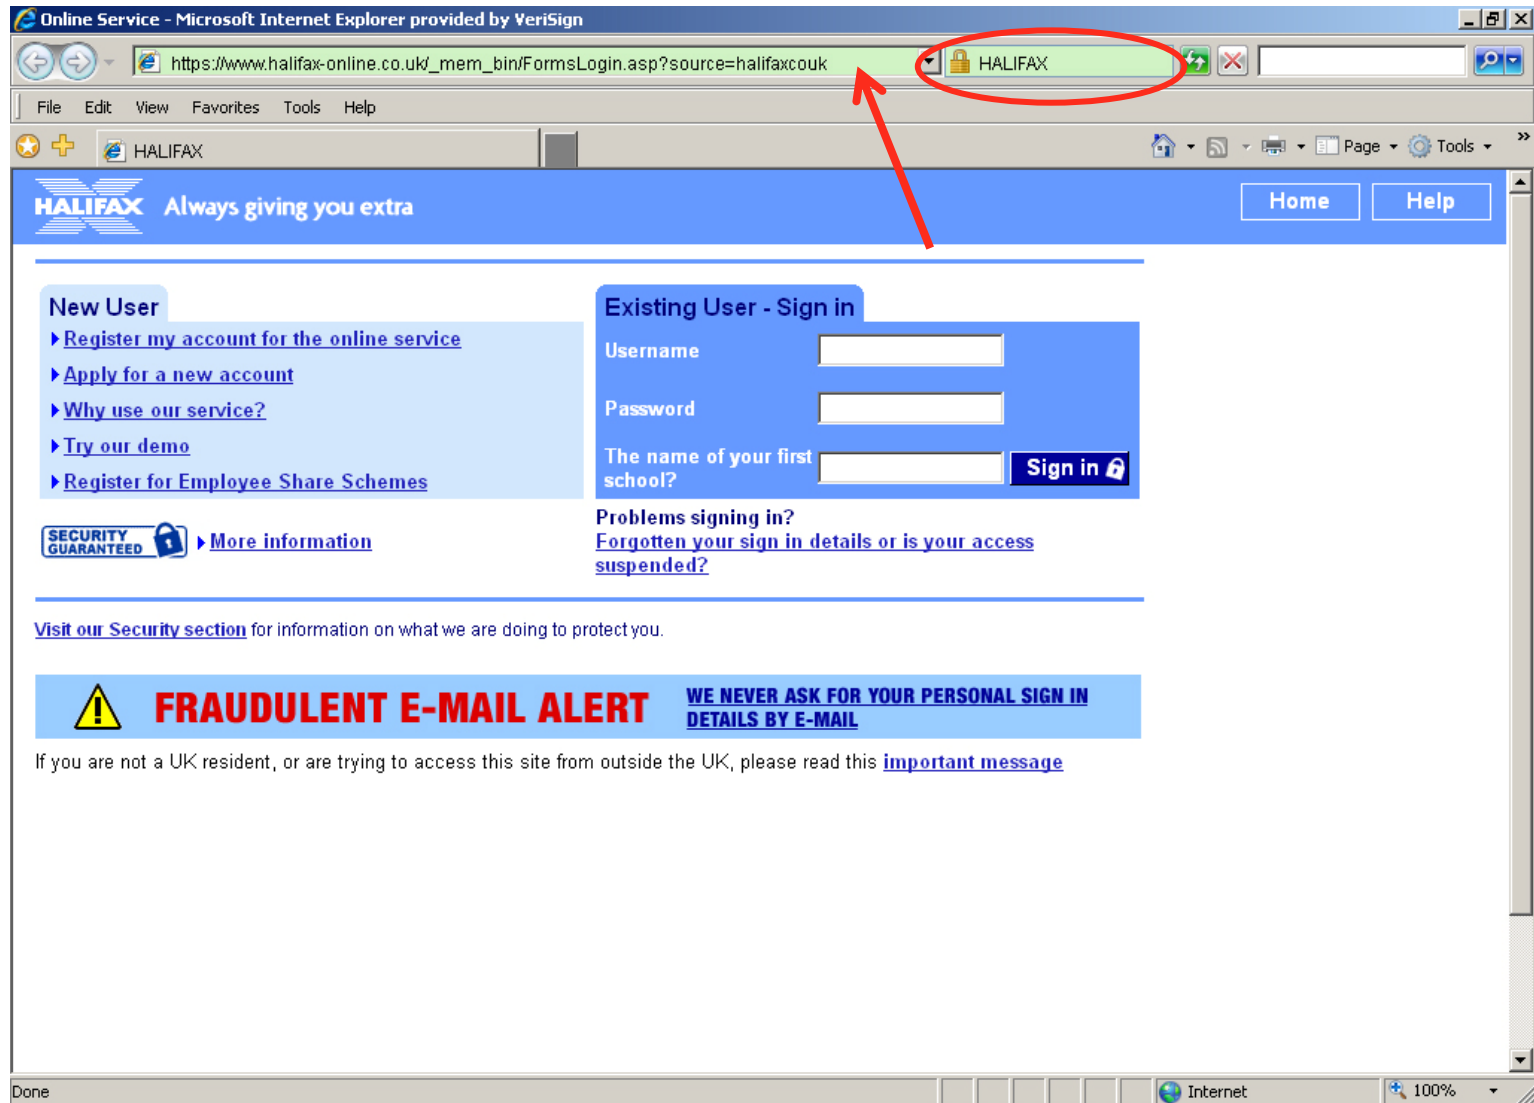 Online Service - Microsoft Internet Explorer provided by VeriSign
https://www.halifax-online.co.uk/_mem_bin/FormsLogin.asp?source=halifaxcouk
HALIFAX
File Edit View Favorites Tools Help
HALIFAX
Page Tools »
HALIFAX Always giving you extra
Home Help
New User
Register my account for the online service
Apply for a new account
Why use our service?
Try our demo
Register for Employee Share Schemes
SECURITY
GUARANTEED
More information
Existing User - Sign in
Username
Password
The name of your first
school?
Sign in
Problems signing in?
Forgotten your sign in details or is your access
suspended?
Visit our Security section for information on what we are doing to protect you.
FRAUDULENT E-MAIL ALERT
WE NEVER ASK FOR YOUR PERSONAL SIGN IN
DETAILS BY E-MAIL
If you are not a UK resident, or are trying to access this site from outside the UK, please read this important message
Done Internet 100%